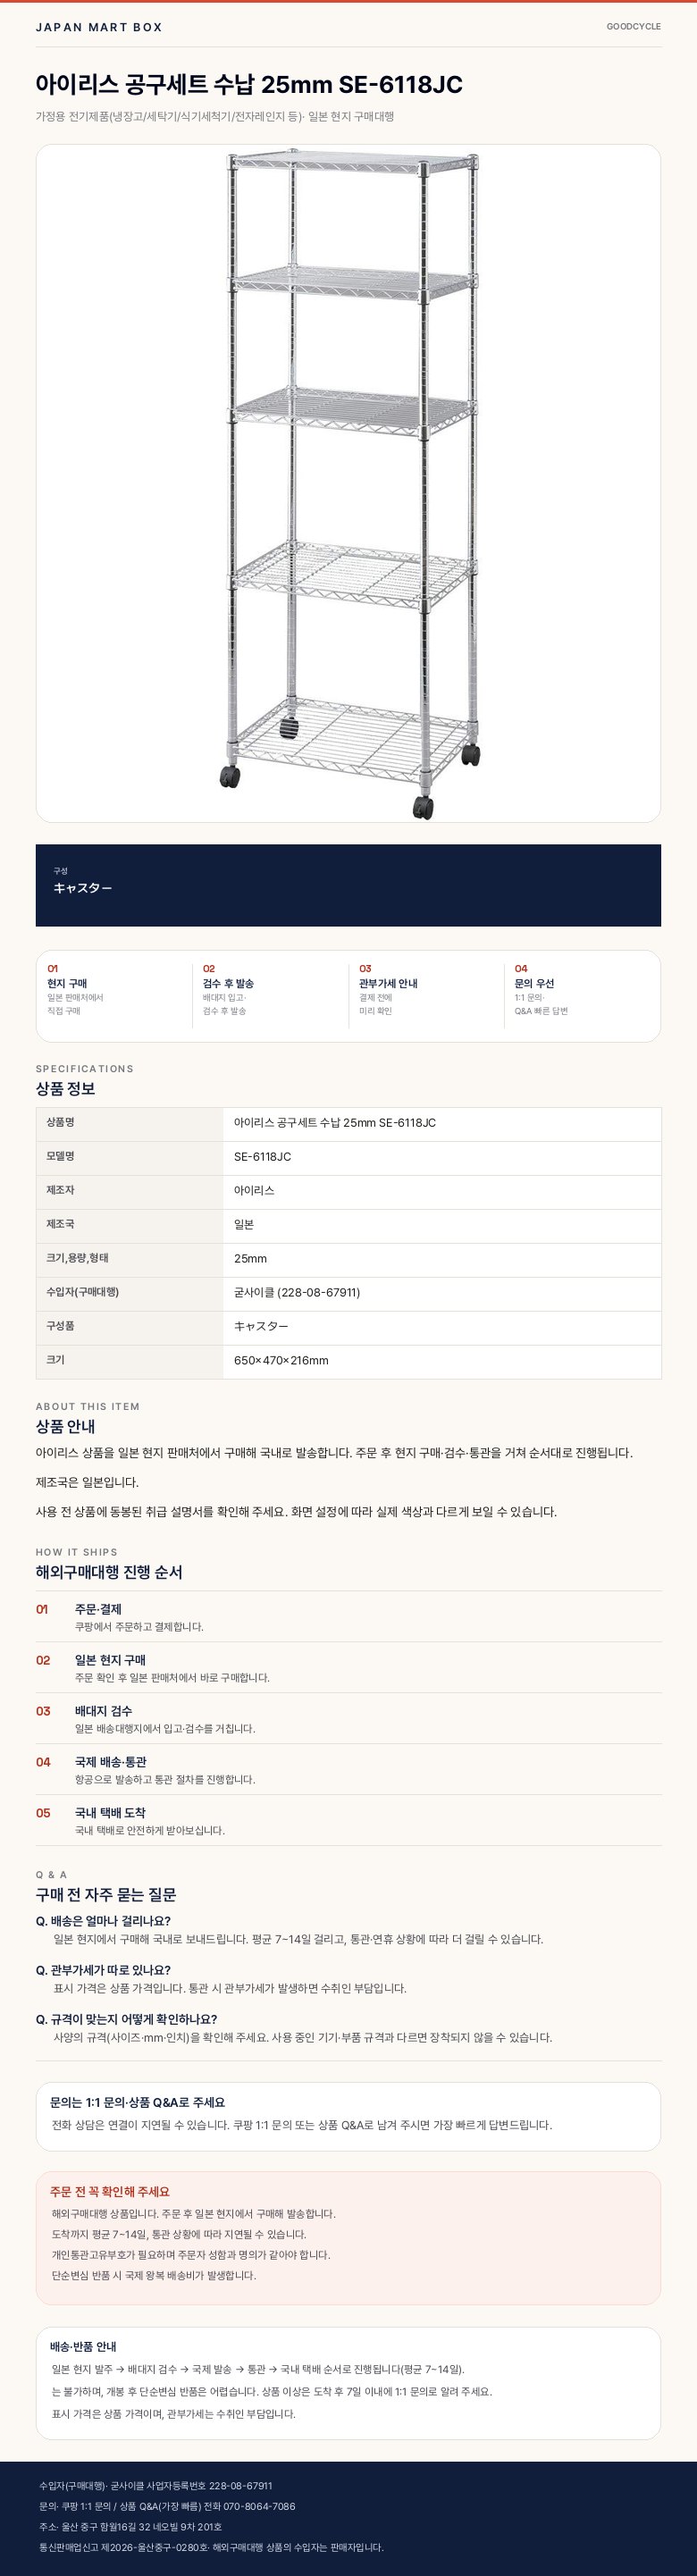 JAPAN MART BOX
GOODCYCLE
아이리스 공구세트 수납 25mm SE-6118JC
가정용 전기제품(냉장고/세탁기/식기세척기/전자레인지 등)· 일본 현지 구매대행
구성
キャスター
01
현지 구매
일본 판매처에서
직접 구매
02
검수 후 발송
배대지 입고·
검수 후 발송
03
관부가세 안내
결제 전에
미리 확인
04
문의 우선
1:1 문의·
Q&A 빠른 답변
SPECIFICATIONS
상품 정보
상품명 아이리스 공구세트 수납 25mm SE-6118JC
모델명 SE-6118JC
제조자 아이리스
제조국 일본
크기,용량,형태 25mm
수입자(구매대행) 굳사이클 (228-08-67911)
구성품 キャスター
크기 650×470×216mm
ABOUT THIS ITEM
상품 안내
아이리스 상품을 일본 현지 판매처에서 구매해 국내로 발송합니다. 주문 후 현지 구매·검수·통관을 거쳐 순서대로 진행됩니다.
제조국은 일본입니다.
사용 전 상품에 동봉된 취급 설명서를 확인해 주세요. 화면 설정에 따라 실제 색상과 다르게 보일 수 있습니다.
HOW IT SHIPS
해외구매대행 진행 순서
01 주문·결제
쿠팡에서 주문하고 결제합니다.
02 일본 현지 구매
주문 확인 후 일본 판매처에서 바로 구매합니다.
03 배대지 검수
일본 배송대행지에서 입고·검수를 거칩니다.
04 국제 배송·통관
항공으로 발송하고 통관 절차를 진행합니다.
05 국내 택배 도착
국내 택배로 안전하게 받아보십니다.
Q & A
구매 전 자주 묻는 질문
Q. 배송은 얼마나 걸리나요?
일본 현지에서 구매해 국내로 보내드립니다. 평균 7~14일 걸리고, 통관·연휴 상황에 따라 더 걸릴 수 있습니다.
Q. 관부가세가 따로 있나요?
표시 가격은 상품 가격입니다. 통관 시 관부가세가 발생하면 수취인 부담입니다.
Q. 규격이 맞는지 어떻게 확인하나요?
사양의 규격(사이즈·mm·인치)을 확인해 주세요. 사용 중인 기기·부품 규격과 다르면 장착되지 않을 수 있습니다.
문의는 1:1 문의·상품 Q&A로 주세요
전화 상담은 연결이 지연될 수 있습니다. 쿠팡 1:1 문의 또는 상품 Q&A로 남겨 주시면 가장 빠르게 답변드립니다.
주문 전 꼭 확인해 주세요
해외구매대행 상품입니다. 주문 후 일본 현지에서 구매해 발송합니다.
도착까지 평균 7~14일, 통관 상황에 따라 지연될 수 있습니다.
개인통관고유부호가 필요하며 주문자 성함과 명의가 같아야 합니다.
단순변심 반품 시 국제 왕복 배송비가 발생합니다.
배송·반품 안내
일본 현지 발주 → 배대지 검수 → 국제 발송 → 통관 → 국내 택배 순서로 진행됩니다(평균 7~14일).
는 불가하며, 개봉 후 단순변심 반품은 어렵습니다. 상품 이상은 도착 후 7일 이내에 1:1 문의로 알려 주세요.
표시 가격은 상품 가격이며, 관부가세는 수취인 부담입니다.
수입자(구매대행)· 굳사이클 사업자등록번호 228-08-67911
문의· 쿠팡 1:1 문의 / 상품 Q&A(가장 빠름) 전화 070-8064-7086
주소· 울산 중구 함월16길 32 네오빌 9차 201호
통신판매업신고 제2026-울산중구-0280호· 해외구매대행 상품의 수입자는 판매자입니다.